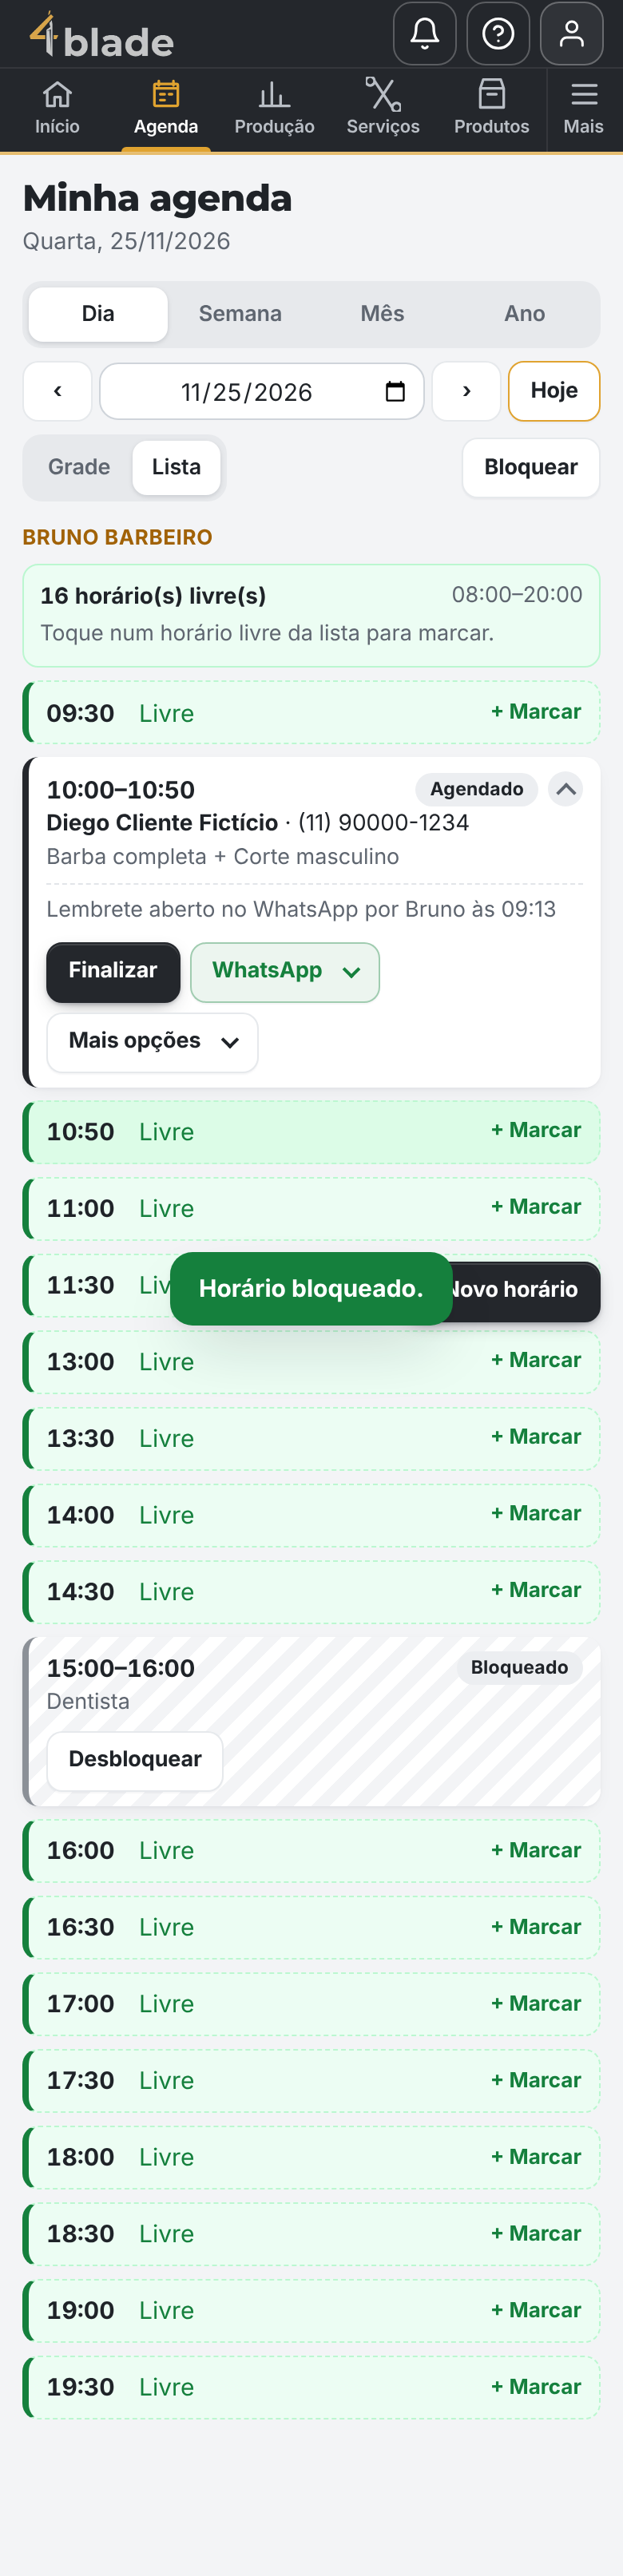 4blade
Início
Agenda
Produção
Serviços
Produtos
Mais
Minha agenda
Quarta, 25/11/2026
Dia
Semana
Mês
Ano
‹
11/25/2026
›
Hoje
Grade
Lista
Bloquear
BRUNO BARBEIRO
16 horário(s) livre(s)
08:00–20:00
Toque num horário livre da lista para marcar.
09:30 Livre + Marcar
10:00–10:50 Agendado
Diego Cliente Fictício · (11) 90000-1234
Barba completa + Corte masculino
Lembrete aberto no WhatsApp por Bruno às 09:13
Finalizar
WhatsApp
Mais opções
10:50 Livre + Marcar
11:00 Livre + Marcar
11:30
Horário bloqueado.
horário
13:00 Livre + Marcar
13:30 Livre + Marcar
14:00 Livre + Marcar
14:30 Livre + Marcar
15:00–16:00 Bloqueado
Dentista
Desbloquear
16:00 Livre + Marcar
16:30 Livre + Marcar
17:00 Livre + Marcar
17:30 Livre + Marcar
18:00 Livre + Marcar
18:30 Livre + Marcar
19:00 Livre + Marcar
19:30 Livre + Marcar